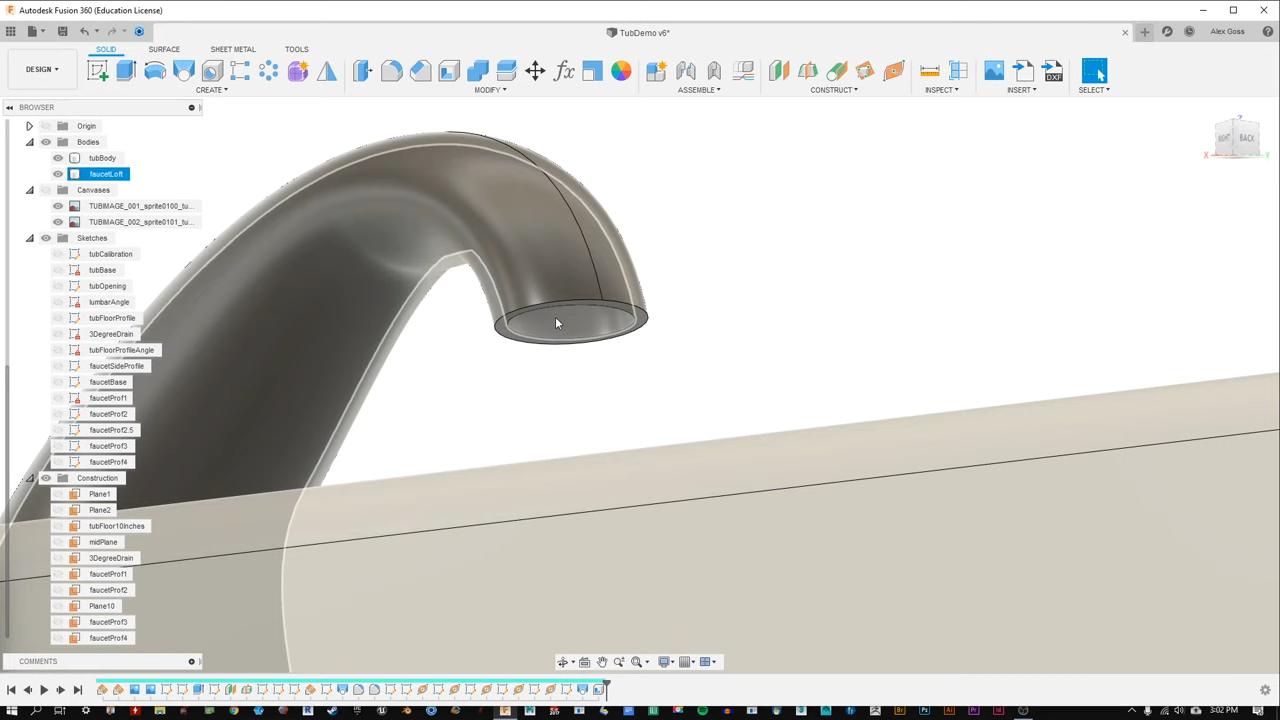 Autodesk Fusion 360 (Education License)
TubDemo v6*
Alex Goss
SOLID SURFACE SHEET METAL TOOLS
DESIGN
CREATE MODIFY ASSEMBLE CONSTRUCT INSPECT INSERT SELECT
DXF
BROWSER
Origin
Bodies
tubBody
faucetLoft
Canvases
TUBIMAGE_001_sprite0100_tu...
TUBIMAGE_002_sprite0101_tu...
Sketches
tubCalibration
tubBase
tubOpening
lumbarAngle
tubFloorProfile
3DegreeDrain
tubFloorProfileAngle
faucetSideProfile
faucetBase
faucetProf1
faucetProf2
faucetProf2.5
faucetProf3
faucetProf4
Construction
Plane1
Plane2
tubFloor10Inches
midPlane
3DegreeDrain
faucetProf1
faucetProf2
Plane10
faucetProf3
faucetProf4
RIGHT BACK
Z
X X
COMMENTS
3:02 PM